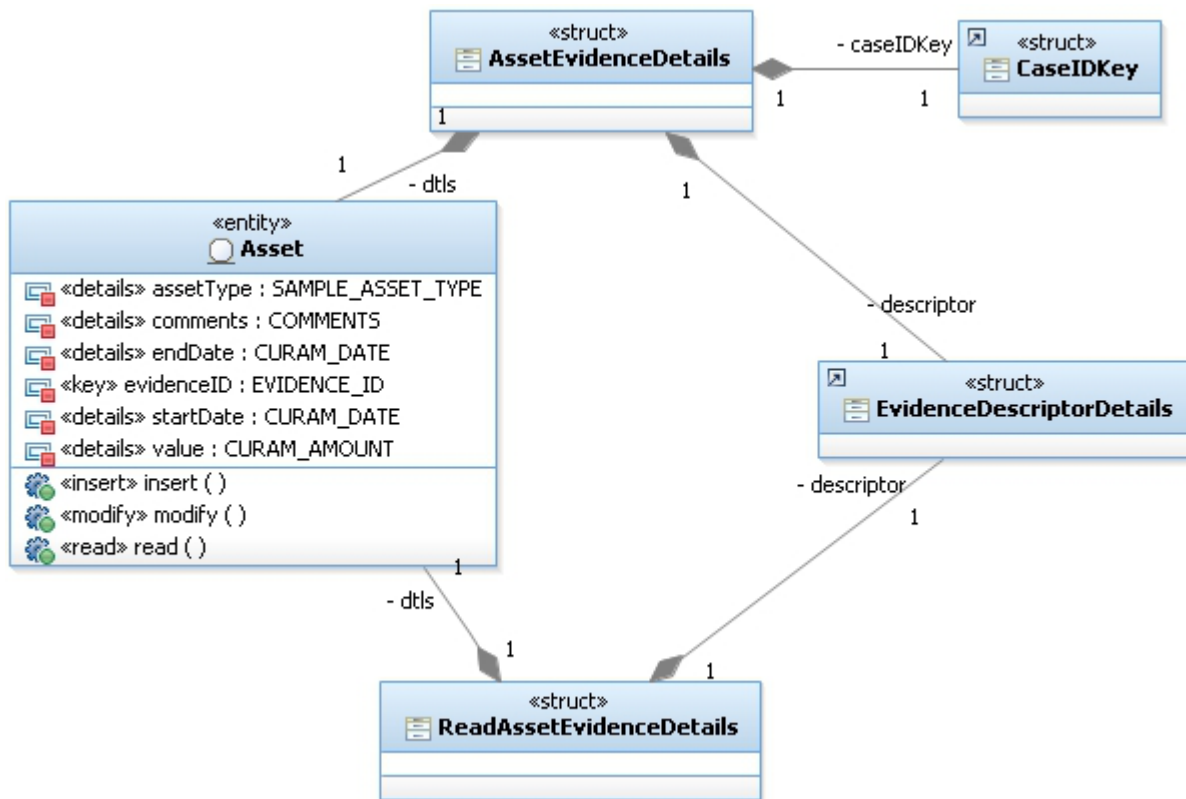 «struct»
AssetEvidenceDetails
- caseIDKey
«struct»
CaseIDKey
1
1
1
1
- dtls
1
- descriptor
1
«entity»
Asset
«details» assetType : SAMPLE_ASSET_TYPE
«details» comments : COMMENTS
«details» endDate : CURAM_DATE
«key» evidenceID : EVIDENCE_ID
«details» startDate : CURAM_DATE
«details» value : CURAM_AMOUNT
«insert» insert ( )
«modify» modify ( )
«read» read ( )
«struct»
EvidenceDescriptorDetails
- descriptor
1
1
- dtls
1
1
«struct»
ReadAssetEvidenceDetails